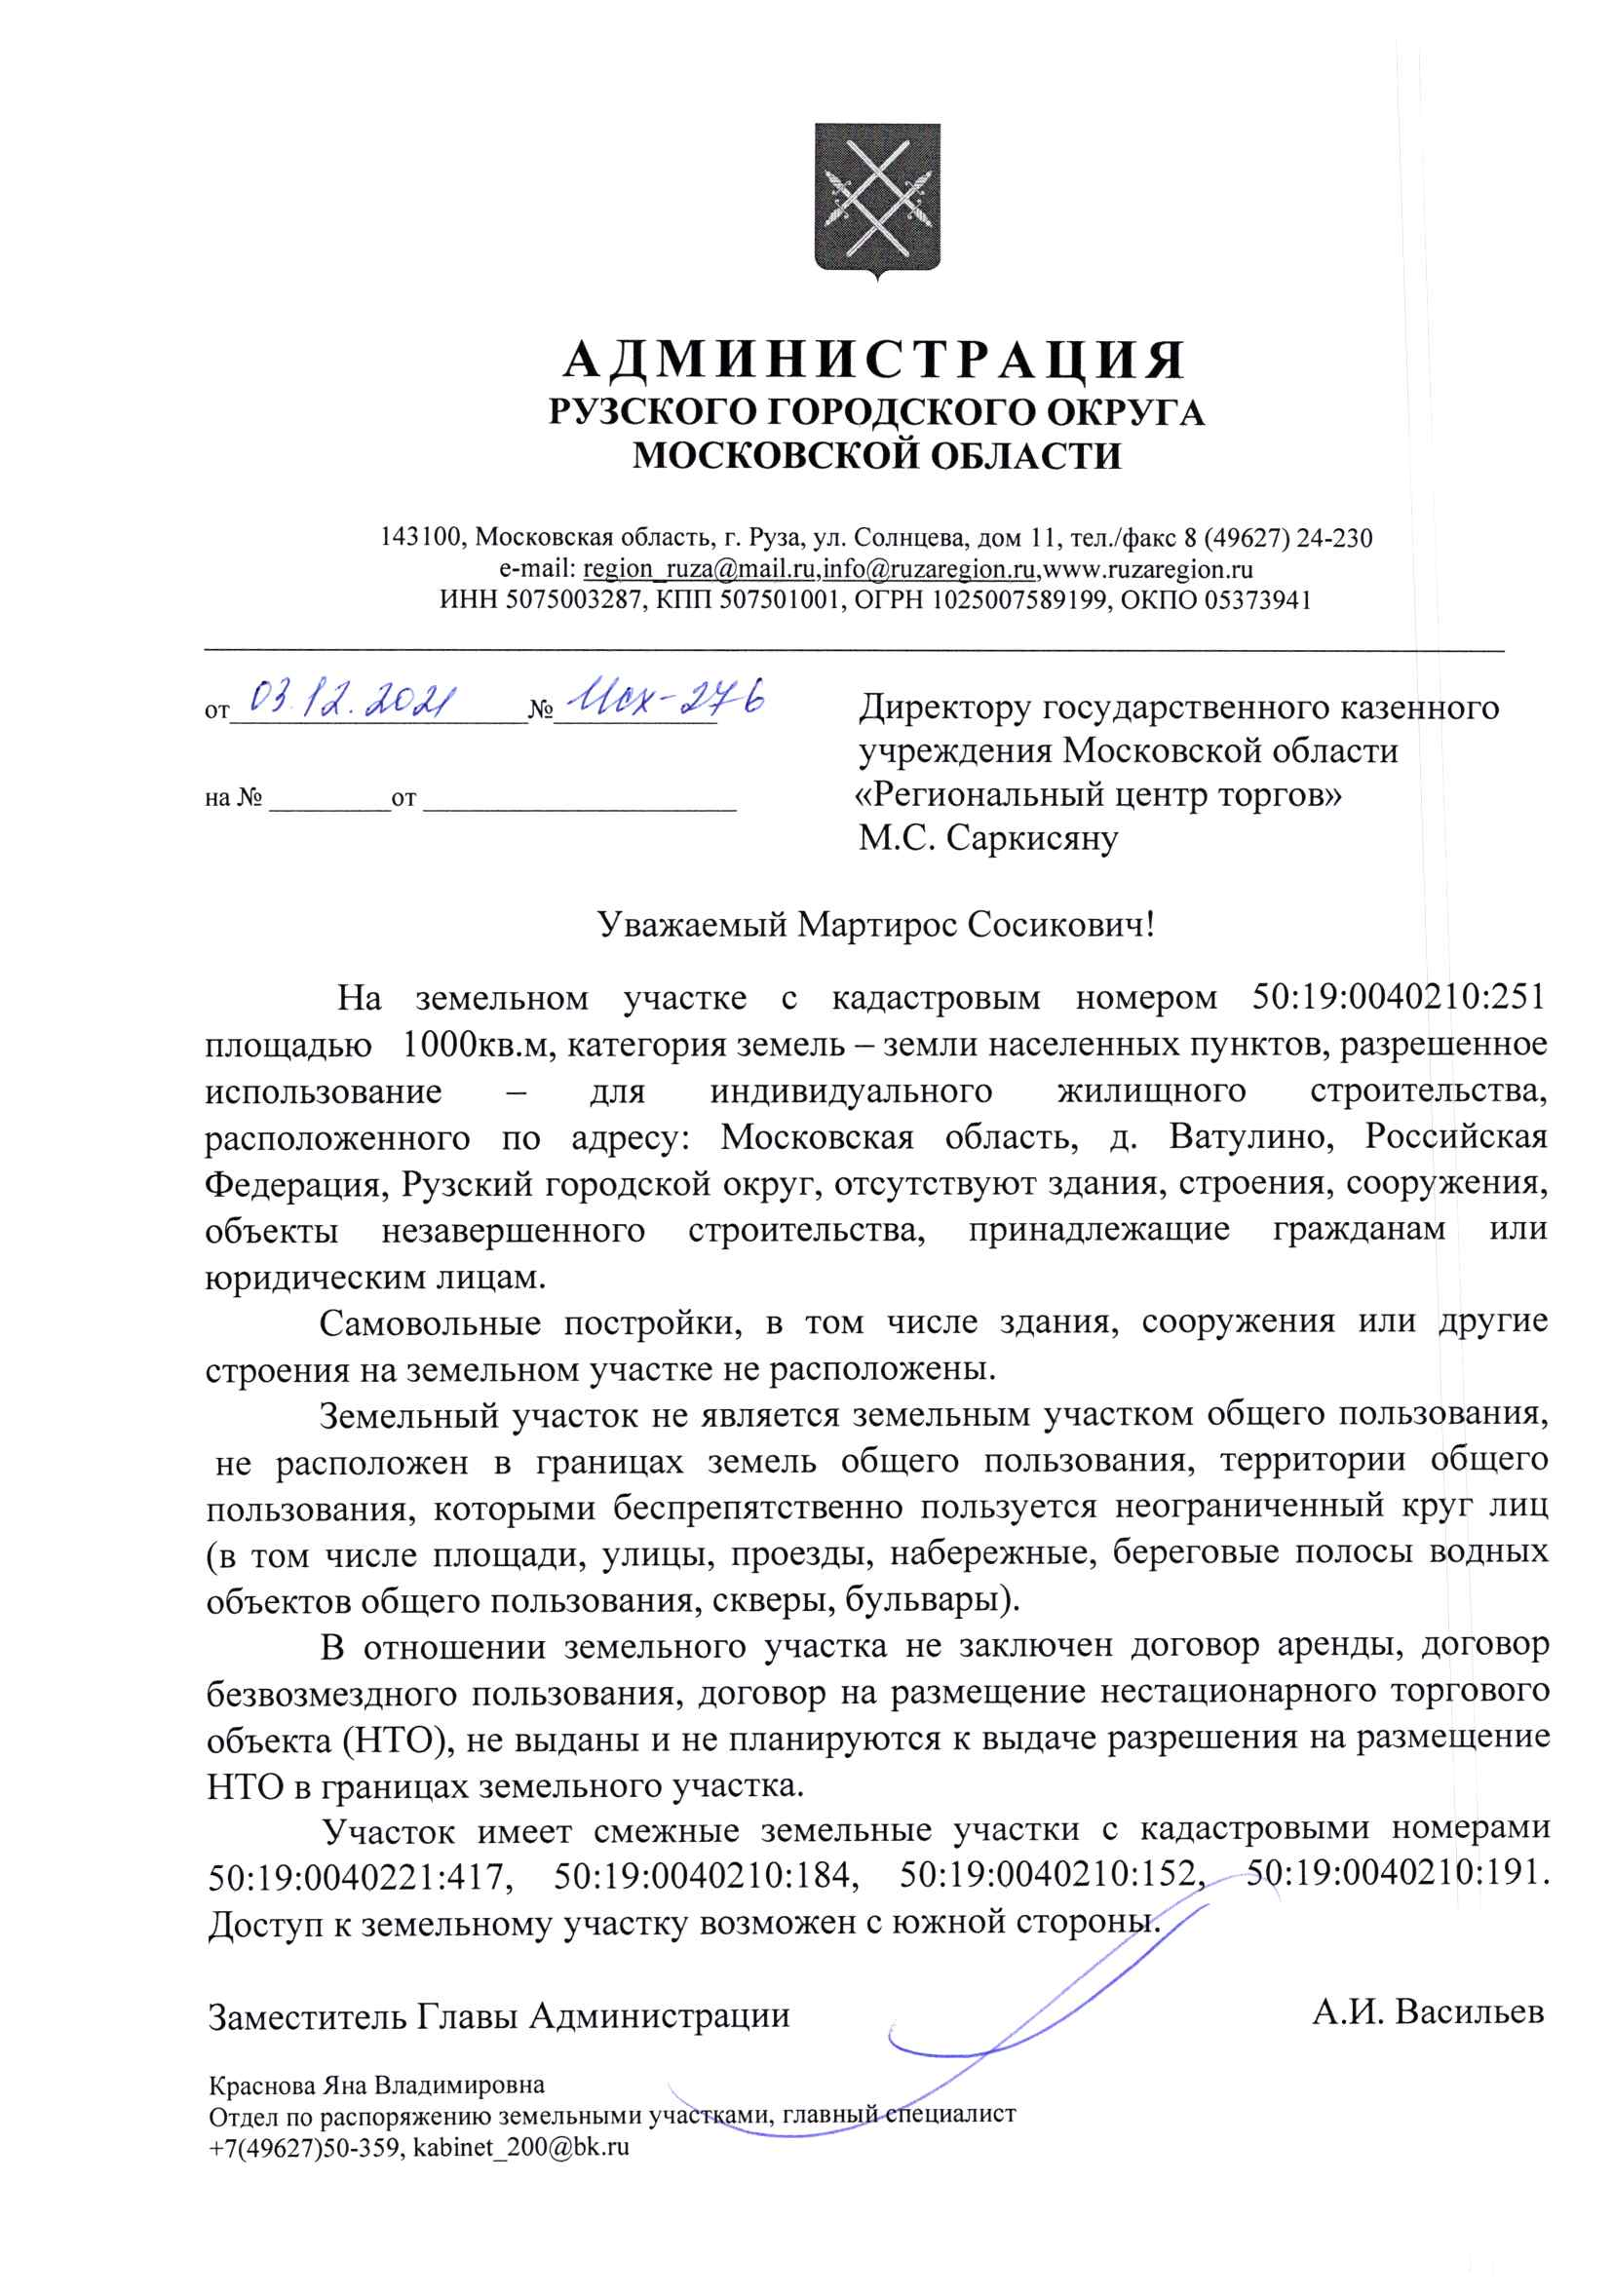 АДМИНИСТРАЦИЯ
РУЗСКОГО ГОРОДСКОГО ОКРУГА
МОСКОВСКОЙ ОБЛАСТИ
143100, Московская область, г. Руза, ул. Солнцева, дом 11, тел./факс 8 (49627) 24-230
e-mail: region_ruza@mail.ru,info@ruzaregion.ru,www.ruzaregion.ru
ИНН 5075003287, КПП 507501001, ОГРН 1025007589199, ОКПО 05373941
от 03.12.2021 № Исх-276
на № _________от _______________________
Директору государственного казенного
учреждения Московской области
«Региональный центр торгов»
М.С. Саркисяну
Уважаемый Мартирос Сосикович!
На земельном участке с кадастровым номером 50:19:0040210:251
площадью 1000кв.м, категория земель – земли населенных пунктов, разрешенное
использование – для индивидуального жилищного строительства,
расположенного по адресу: Московская область, д. Ватулино, Российская
Федерация, Рузский городской округ, отсутствуют здания, строения, сооружения,
объекты незавершенного строительства, принадлежащие гражданам или
юридическим лицам.
Самовольные постройки, в том числе здания, сооружения или другие
строения на земельном участке не расположены.
Земельный участок не является земельным участком общего пользования,
не расположен в границах земель общего пользования, территории общего
пользования, которыми беспрепятственно пользуется неограниченный круг лиц
(в том числе площади, улицы, проезды, набережные, береговые полосы водных
объектов общего пользования, скверы, бульвары).
В отношении земельного участка не заключен договор аренды, договор
безвозмездного пользования, договор на размещение нестационарного торгового
объекта (НТО), не выданы и не планируются к выдаче разрешения на размещение
НТО в границах земельного участка.
Участок имеет смежные земельные участки с кадастровыми номерами
50:19:0040221:417, 50:19:0040210:184, 50:19:0040210:152, 50:19:0040210:191.
Доступ к земельному участку возможен с южной стороны.
Заместитель Главы Администрации А.И. Васильев
Краснова Яна Владимировна
Отдел по распоряжению земельными участками, главный специалист
+7(49627)50-359, kabinet_200@bk.ru